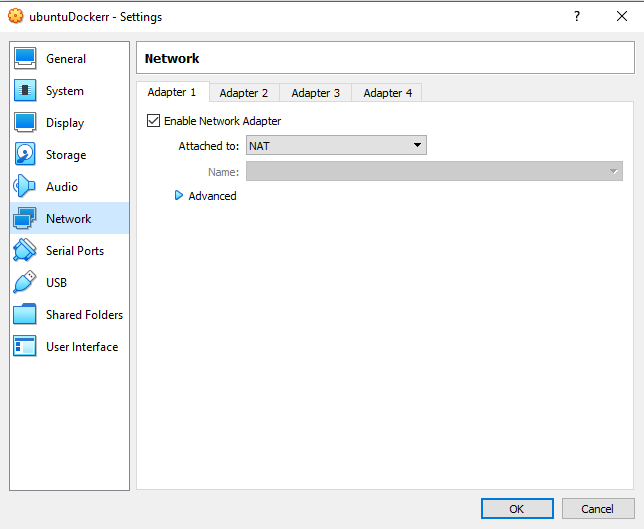 ubuntuDockerr - Settings
?
General
System
Display
Storage
Audio
Network
Serial Ports
USB
Shared Folders
User Interface
Network
Adapter 1 Adapter 2 Adapter 3 Adapter 4
Enable Network Adapter
Attached to: NAT
Name:
Advanced
OK Cancel